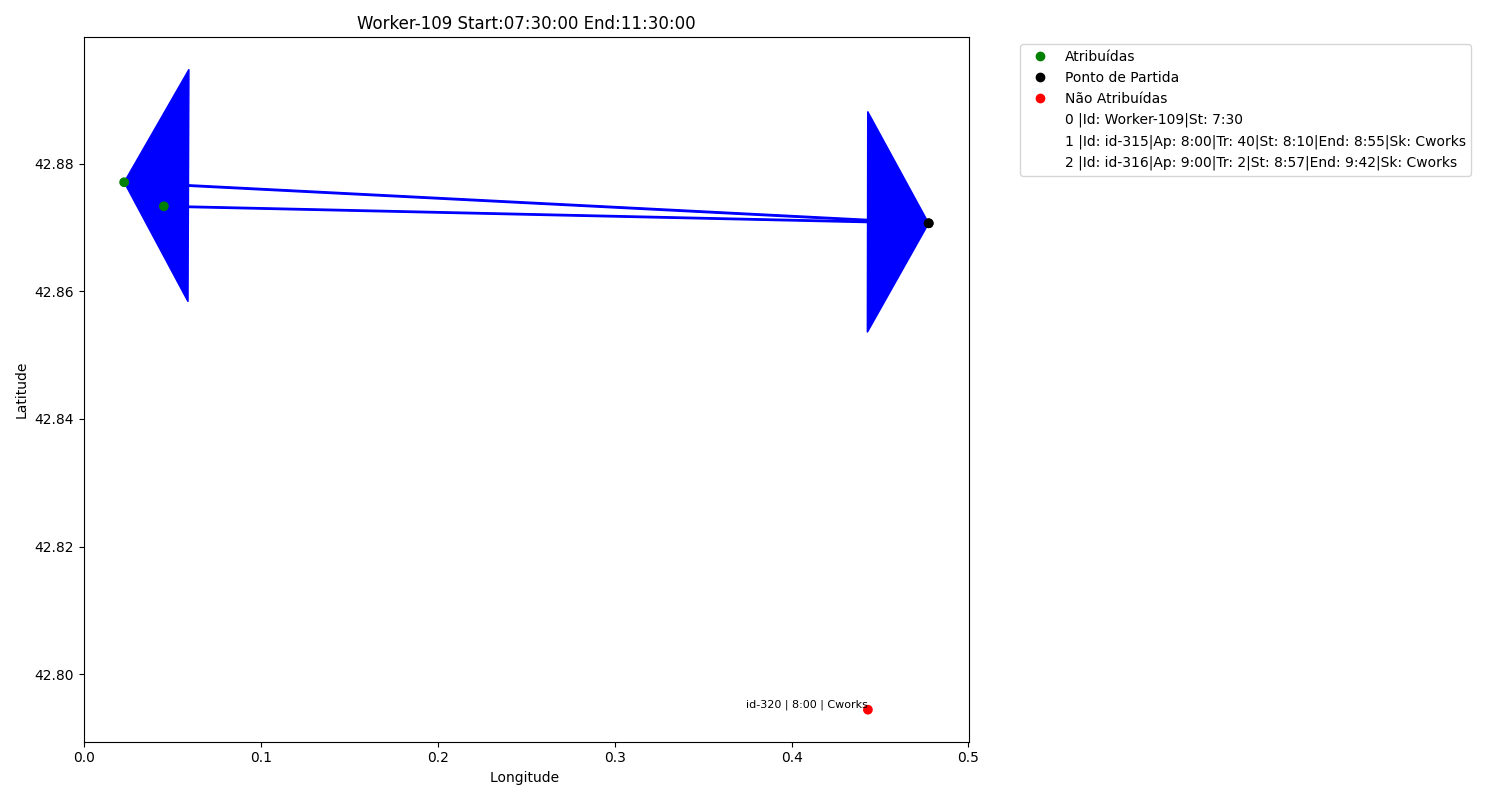 Worker-109 Start:07:30:00 End:11:30:00
Atribuídas
Ponto de Partida
Não Atribuídas
0 |Id: Worker-109|St: 7:30
1 |Id: id-315|Ap: 8:00|Tr: 40|St: 8:10|End: 8:55|Sk: Cworks
2 |Id: id-316|Ap: 9:00|Tr: 2|St: 8:57|End: 9:42|Sk: Cworks
Latitude
42.88
42.86
42.84
42.82
42.80
id-320 | 8:00 | Cworks
0.0 0.1 0.2 0.3 0.4 0.5
Longitude